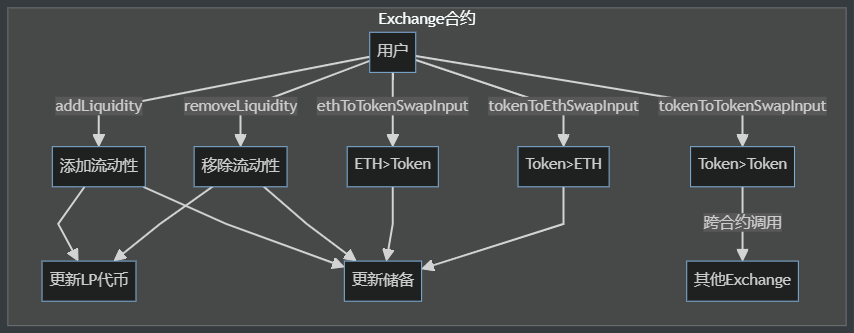 Exchange合约
用户
addLiquidity
removeLiquidity
ethToTokenSwapInput
tokenToEthSwapInput
tokenToTokenSwapInput
添加流动性
移除流动性
ETH>Token
Token>ETH
Token>Token
跨合约调用
更新LP代币
更新储备
其他Exchange